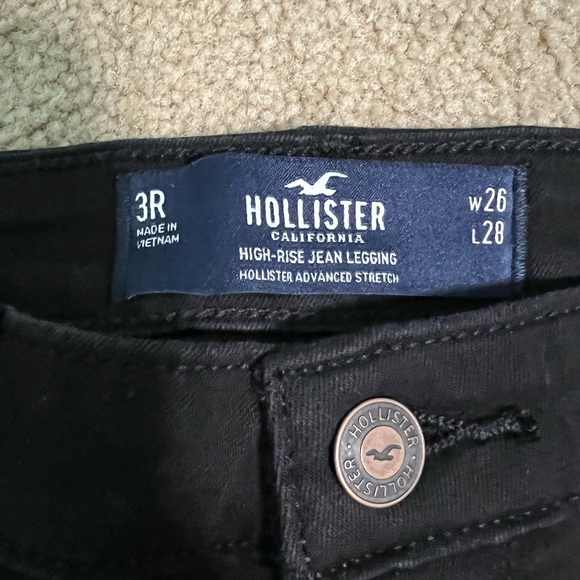 3R
MADE IN
VIETNAM
HOLLISTER
CALIFORNIA
HIGH-RISE JEAN LEGGING
HOLLISTER ADVANCED STRETCH
W26
L28
HOLLISTER
HOLLISTER